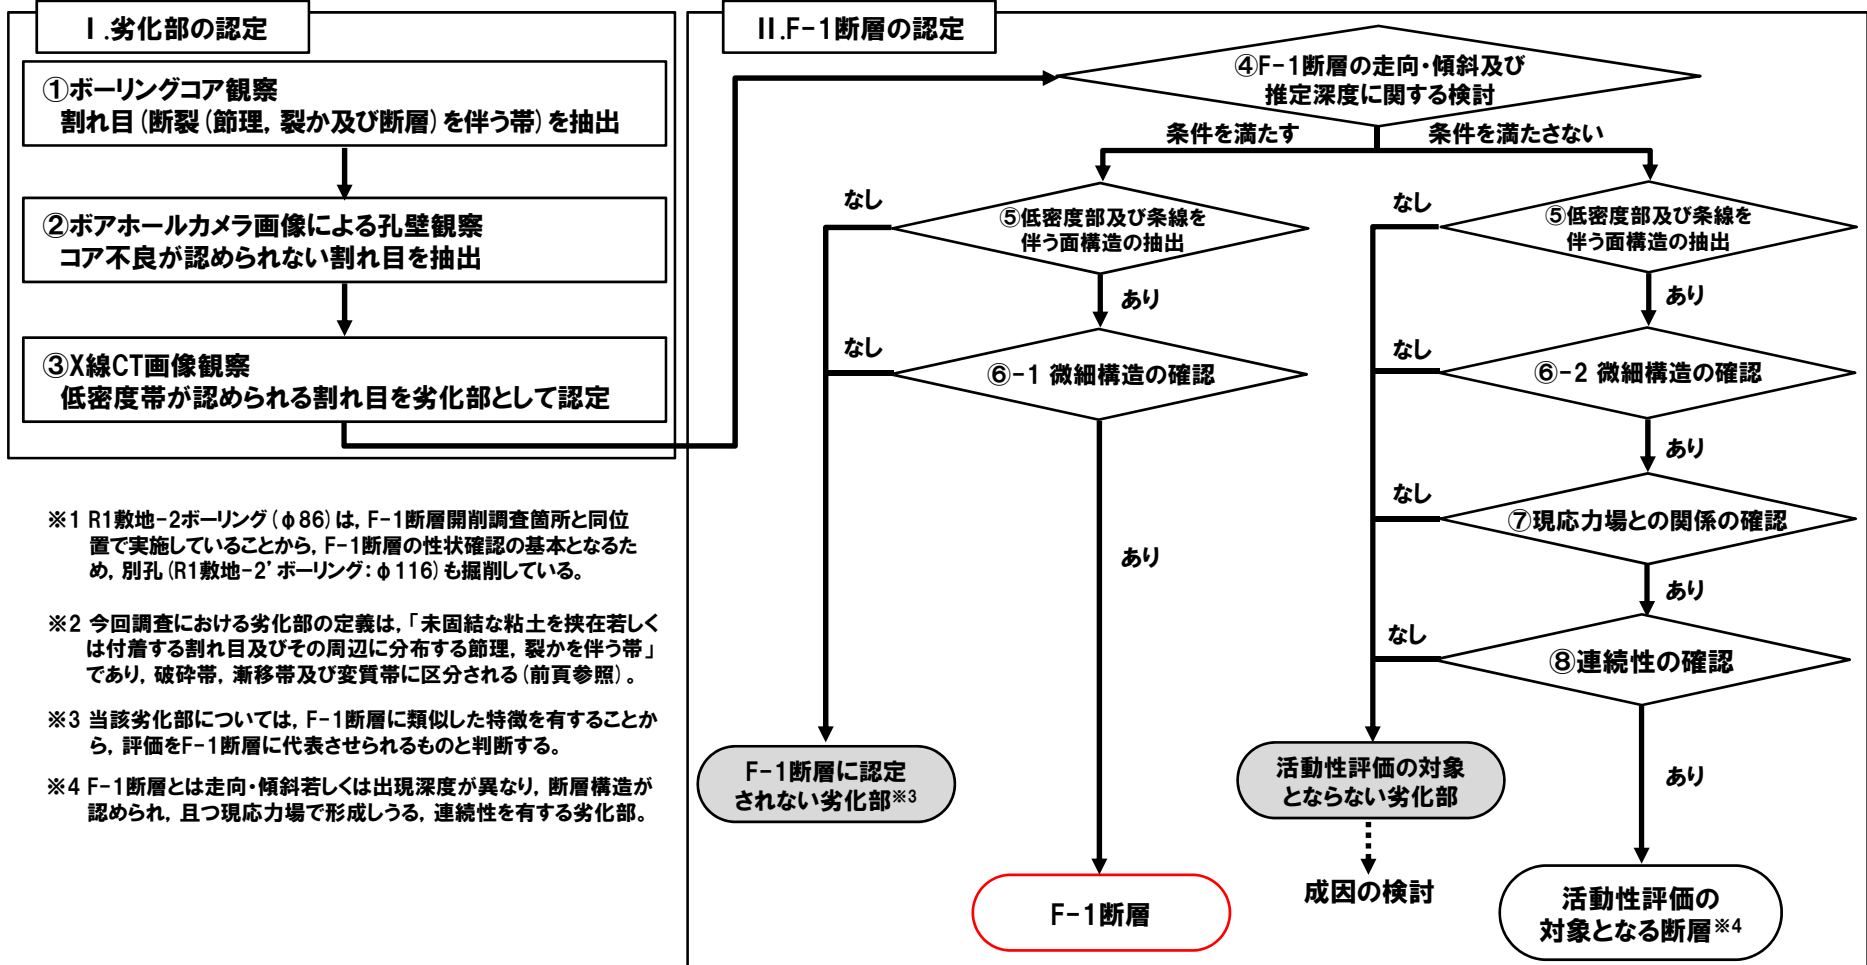 Ⅰ.劣化部の認定
①ボーリングコア観察
割れ目(断裂(節理, 裂か及び断層)を伴う帯)を抽出
②ボアホールカメラ画像による孔壁観察
コア不良が認められない割れ目を抽出
③X線CT画像観察
低密度帯が認められる割れ目を劣化部として認定
※1 R1敷地-2ボーリング(φ86)は, F-1断層開削調査箇所と同位
置で実施していることから, F-1断層の性状確認の基本となるた
め, 別孔(R1敷地-2’ボーリング:φ116)も掘削している。
※2 今回調査における劣化部の定義は,「未固結な粘土を挟在若しく
は付着する割れ目及びその周辺に分布する節理, 裂かを伴う帯」
であり, 破砕帯, 漸移帯及び変質帯に区分される(前頁参照)。
※3 当該劣化部については, F-1断層に類似した特徴を有することか
ら, 評価をF-1断層に代表させられるものと判断する。
※4 F-1断層とは走向・傾斜若しくは出現深度が異なり, 断層構造が
認められ, 且つ現応力場で形成しうる, 連続性を有する劣化部。
Ⅱ.F-1断層の認定
④F-1断層の走向・傾斜及び
推定深度に関する検討
条件を満たす
条件を満たさない
なし
⑤低密度部及び条線を
伴う面構造の抽出
あり
なし
⑥-1 微細構造の確認
あり
F-1断層に認定
されない劣化部※3
F-1断層
なし
⑤低密度部及び条線を
伴う面構造の抽出
あり
なし
⑥-2 微細構造の確認
あり
なし
⑦現応力場との関係の確認
あり
なし
⑧連続性の確認
あり
活動性評価の対象
とならない劣化部
成因の検討
活動性評価の
対象となる断層※4